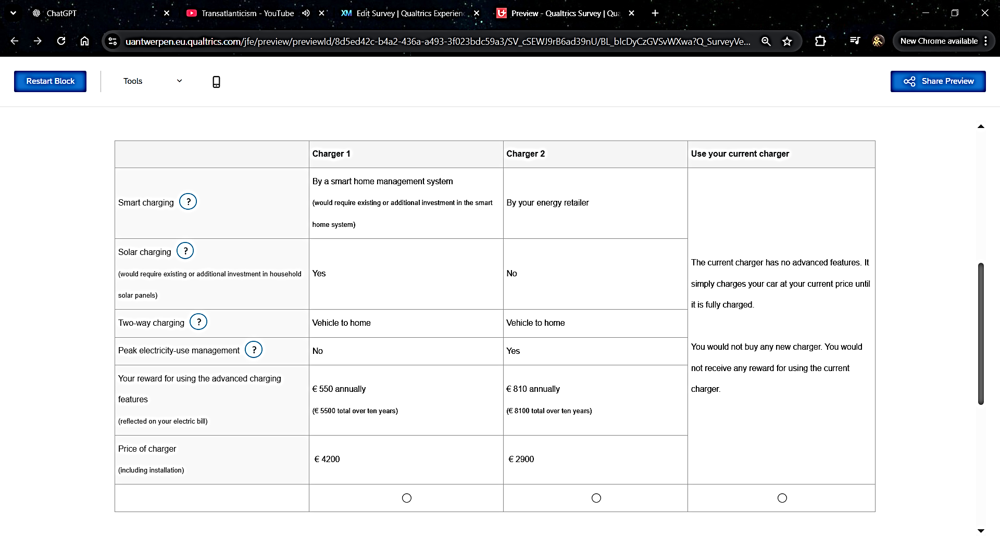 ChatGPT
Transatlanticism - YouTube
XM Edit Survey | Qualtrics Experien
Preview - Qualtrics Survey | Qua
uantwerpen.eu.qualtrics.com/jfe/preview/previewId/8d5ed42c-b4a2-436a-a493-3f023bdc59a3/SV_cSEWJ9rB6ad39nU/BL_bIcDyCzGVSvWXwa?Q_SurveyVe...
New Chrome available
Restart Block
Tools
Share Preview
Charger 1
Charger 2
Use your current charger
Smart charging ?
By a smart home management system
(would require existing or additional investment in the smart
home system)
By your energy retailer
Solar charging ?
(would require existing or additional investment in household
solar panels)
Yes
No
Two-way charging ?
Vehicle to home
Vehicle to home
Peak electricity-use management ?
No
Yes
Your reward for using the advanced charging
features
(reflected on your electric bill)
€ 550 annually
(€ 5500 total over ten years)
€ 810 annually
(€ 8100 total over ten years)
Price of charger
(including installation)
€ 4200
€ 2900
The current charger has no advanced features. It
simply charges your car at your current price until
it is fully charged.
You would not buy any new charger. You would
not receive any reward for using the current
charger.